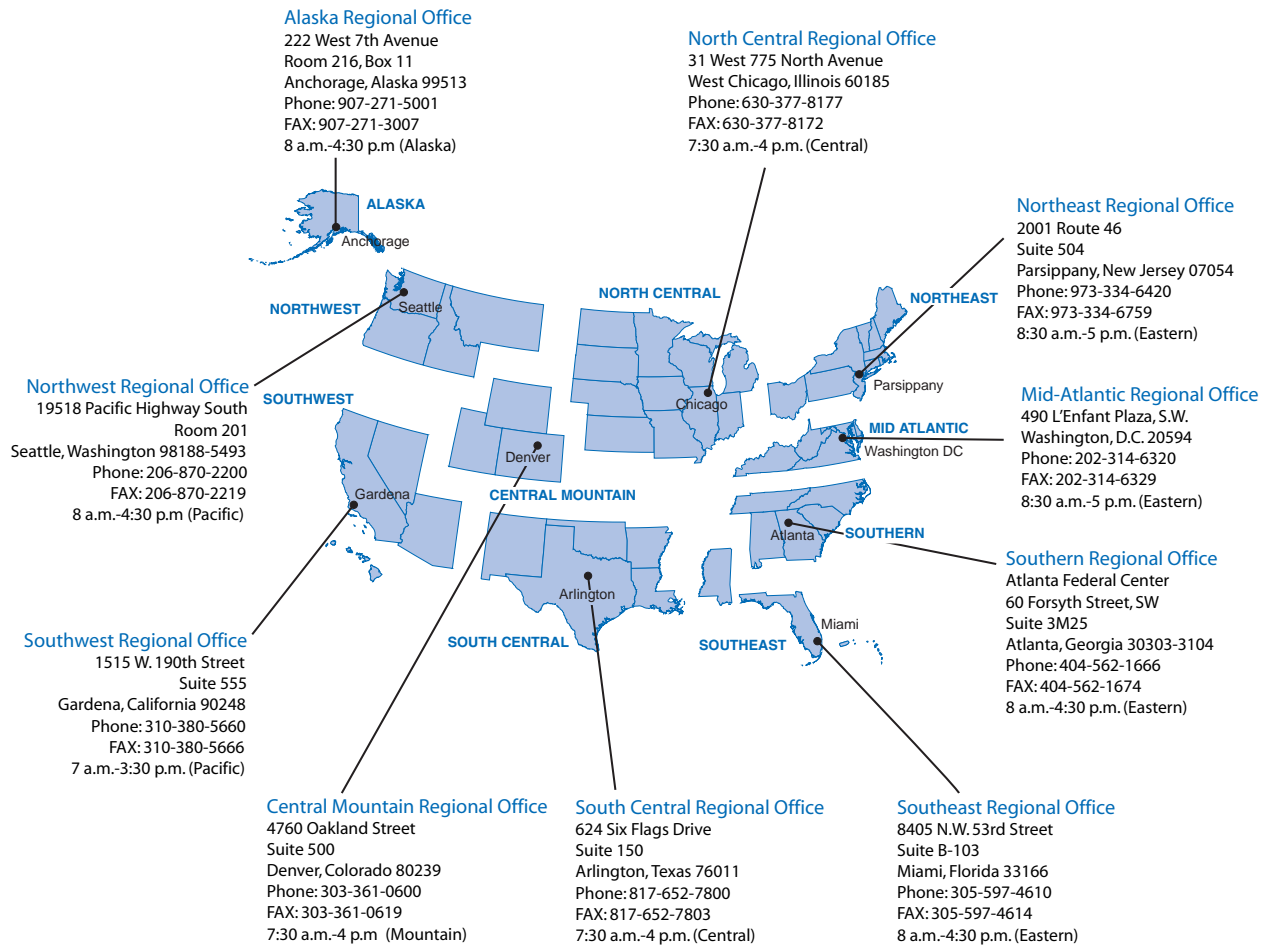 Alaska Regional Office
222 West 7th Avenue
Room 216, Box 11
Anchorage, Alaska 99513
Phone: 907-271-5001
FAX: 907-271-3007
8 a.m.-4:30 p.m (Alaska)
North Central Regional Office
31 West 775 North Avenue
West Chicago, Illinois 60185
Phone: 630-377-8177
FAX: 630-377-8172
7:30 a.m.-4 p.m. (Central)
Northeast Regional Office
2001 Route 46
Suite 504
Parsippany, New Jersey 07054
Phone: 973-334-6420
FAX: 973-334-6759
8:30 a.m.-5 p.m. (Eastern)
ALASKA
Anchorage
NORTHWEST
Seattle
NORTH CENTRAL
Chicago
NORTHEAST
Parsippany
Northwest Regional Office
19518 Pacific Highway South
Room 201
Seattle, Washington 98188-5493
Phone: 206-870-2200
FAX: 206-870-2219
8 a.m.-4:30 p.m (Pacific)
SOUTHWEST
Gardena
Denver
CENTRAL MOUNTAIN
MID ATLANTIC
Washington DC
Mid-Atlantic Regional Office
490 L'Enfant Plaza, S.W.
Washington, D.C. 20594
Phone: 202-314-6320
FAX: 202-314-6329
8:30 a.m.-5 p.m. (Eastern)
Atlanta
SOUTHERN
Arlington
SOUTH CENTRAL
Miami
SOUTHEAST
Southern Regional Office
Atlanta Federal Center
60 Forsyth Street, SW
Suite 3M25
Atlanta, Georgia 30303-3104
Phone: 404-562-1666
FAX: 404-562-1674
8 a.m.-4:30 p.m. (Eastern)
Southwest Regional Office
1515 W. 190th Street
Suite 555
Gardena, California 90248
Phone: 310-380-5660
FAX: 310-380-5666
7 a.m.-3:30 p.m. (Pacific)
Central Mountain Regional Office
4760 Oakland Street
Suite 500
Denver, Colorado 80239
Phone: 303-361-0600
FAX: 303-361-0619
7:30 a.m.-4 p.m (Mountain)
South Central Regional Office
624 Six Flags Drive
Suite 150
Arlington, Texas 76011
Phone: 817-652-7800
FAX: 817-652-7803
7:30 a.m.-4 p.m. (Central)
Southeast Regional Office
8405 N.W. 53rd Street
Suite B-103
Miami, Florida 33166
Phone: 305-597-4610
FAX: 305-597-4614
8 a.m.-4:30 p.m. (Eastern)